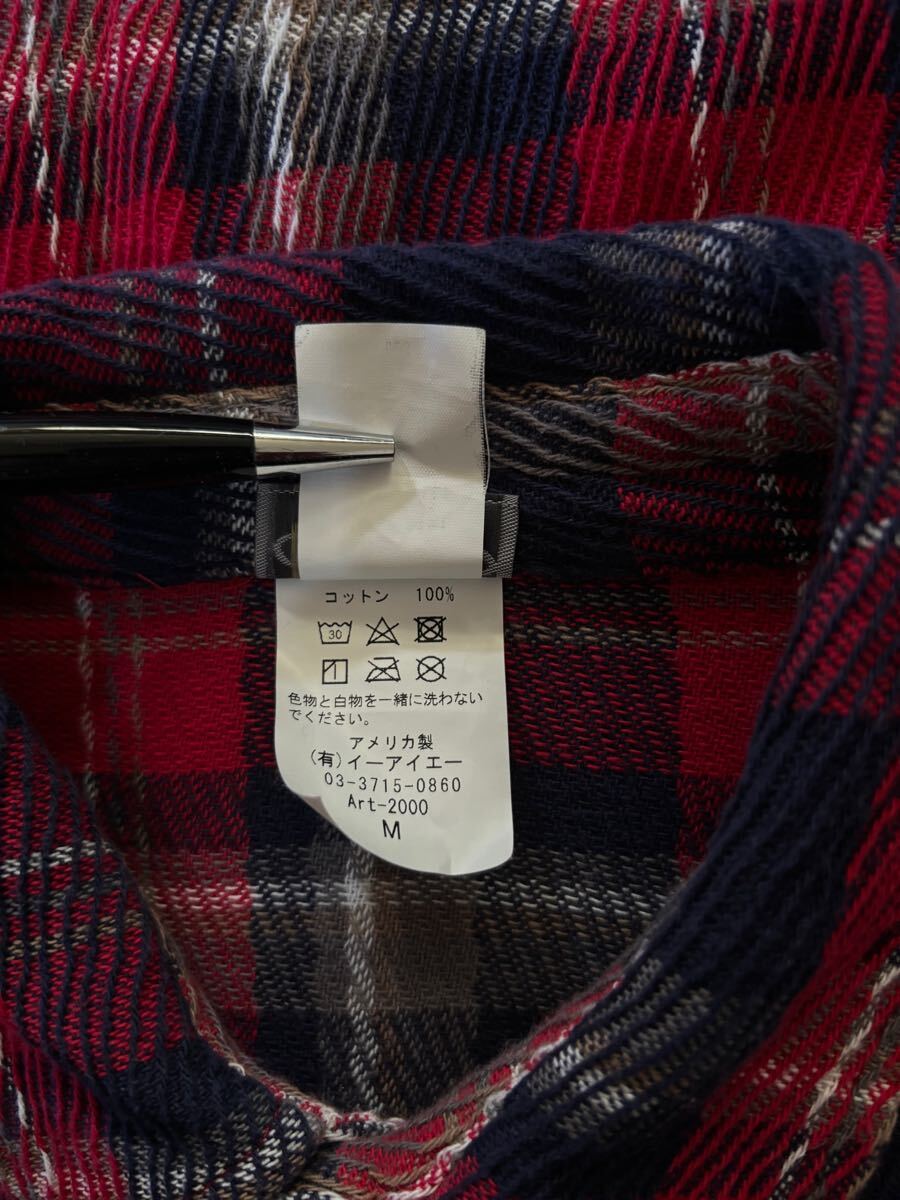 コットン 100%
30
色物と白物を一緒に洗わない
でください。
アメリカ製
(有)イーアイエー
03-3715-0860
Art-2000
M